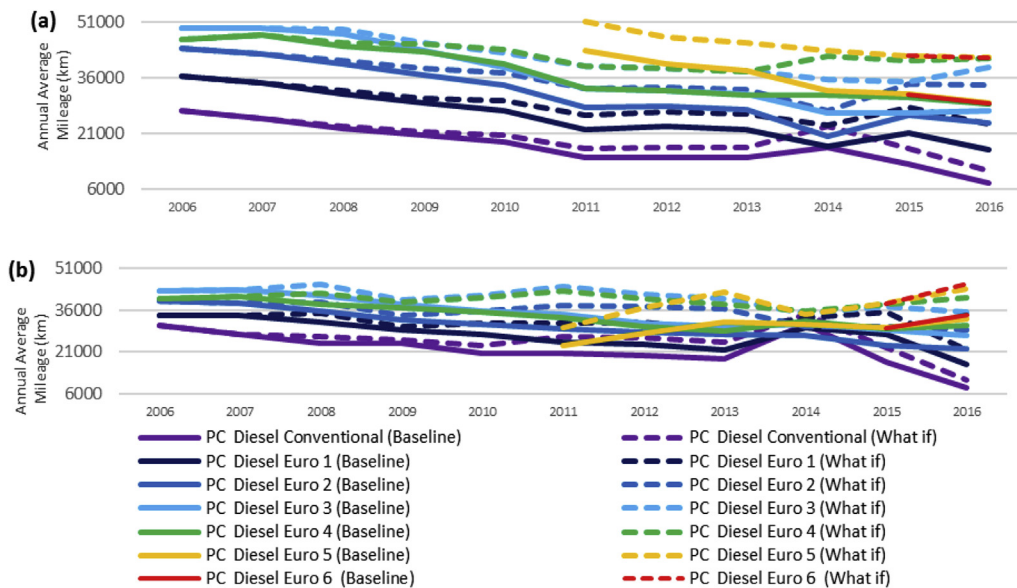 (a)
Annual Average
Mileage (km)
51000
36000
21000
6000
2006 2007 2008 2009 2010 2011 2012 2013 2014 2015 2016
(b)
Annual Average
Mileage (km)
51000
36000
21000
6000
2006 2007 2008 2009 2010 2011 2012 2013 2014 2015 2016
PC Diesel Conventional (Baseline) PC Diesel Conventional (What if)
PC Diesel Euro 1 (Baseline) PC Diesel Euro 1 (What if)
PC Diesel Euro 2 (Baseline) PC Diesel Euro 2 (What if)
PC Diesel Euro 3 (Baseline) PC Diesel Euro 3 (What if)
PC Diesel Euro 4 (Baseline) PC Diesel Euro 4 (What if)
PC Diesel Euro 5 (Baseline) PC Diesel Euro 5 (What if)
PC Diesel Euro 6 (Baseline) PC Diesel Euro 6 (What if)